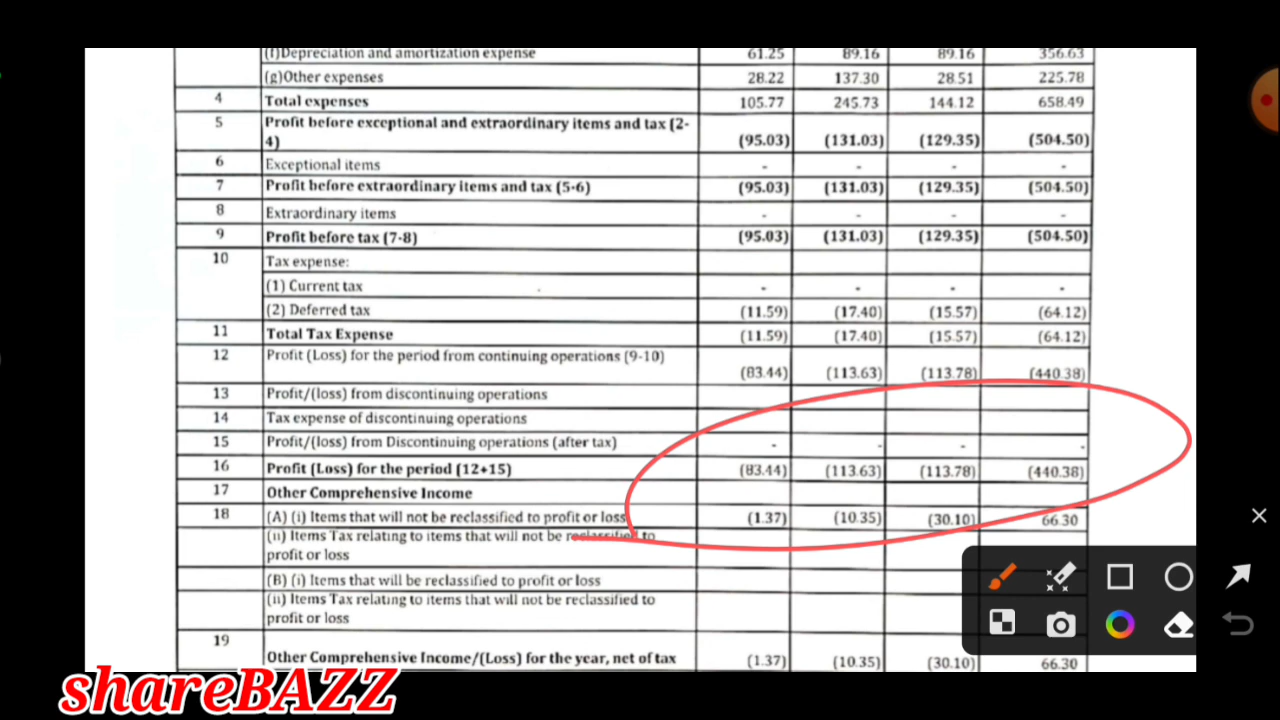 (f)Depreciation and amortization expense 61.25 89.16 89.16 356.63
(g)Other expenses 28.22 137.30 28.51 225.78
4 Total expenses 105.77 245.73 144.12 658.49
5 Profit before exceptional and extraordinary items and tax (2-
4) (95.03) (131.03) (129.35) (504.50)
6 Exceptional items - - - -
7 Profit before extraordinary items and tax (5-6) (95.03) (131.03) (129.35) (504.50)
8 Extraordinary items - - - -
9 Profit before tax (7-8) (95.03) (131.03) (129.35) (504.50)
10 Tax expense:
(1) Current tax - - - -
(2) Deferred tax (11.59) (17.40) (15.57) (64.12)
11 Total Tax Expense (11.59) (17.40) (15.57) (64.12)
12 Profit (Loss) for the period from continuing operations (9-10)
(83.44) (113.63) (113.78) (440.38)
13 Profit/(loss) from discontinuing operations
14 Tax expense of discontinuing operations
15 Profit/(loss) from Discontinuing operations (after tax) - - - -
16 Profit (Loss) for the period (12+15) (83.44) (113.63) (113.78) (440.38)
17 Other Comprehensive Income
18 (A) (i) Items that will not be reclassified to profit or loss (1.37) (10.35) (30.10) 66.30
(ii) Items Tax relating to items that will not be reclassified to
profit or loss
(B) (i) Items that will be reclassified to profit or loss
(ii) Items Tax relating to items that will not be reclassified to
profit or loss
19
Other Comprehensive Income/(Loss) for the year, net of tax (1.37) (10.35) (30.10) 66.30
shareBAZZ